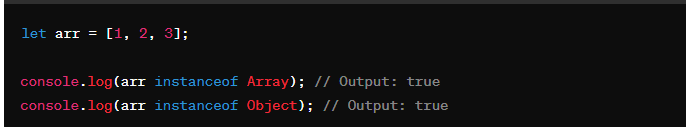 let arr = [1, 2, 3];
console.log(arr instanceof Array); // Output: true
console.log(arr instanceof Object); // Output: true